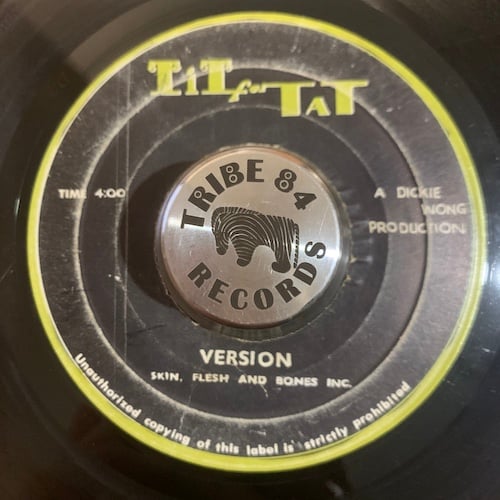 TIT for TAT
TIME 4:00
A DICKIE
WONG
PRODUCTION
TRIBE 84
RECORDS
VERSION
SKIN, FLESH AND BONES INC.
Unauthorized copying of this label is strictly prohibited